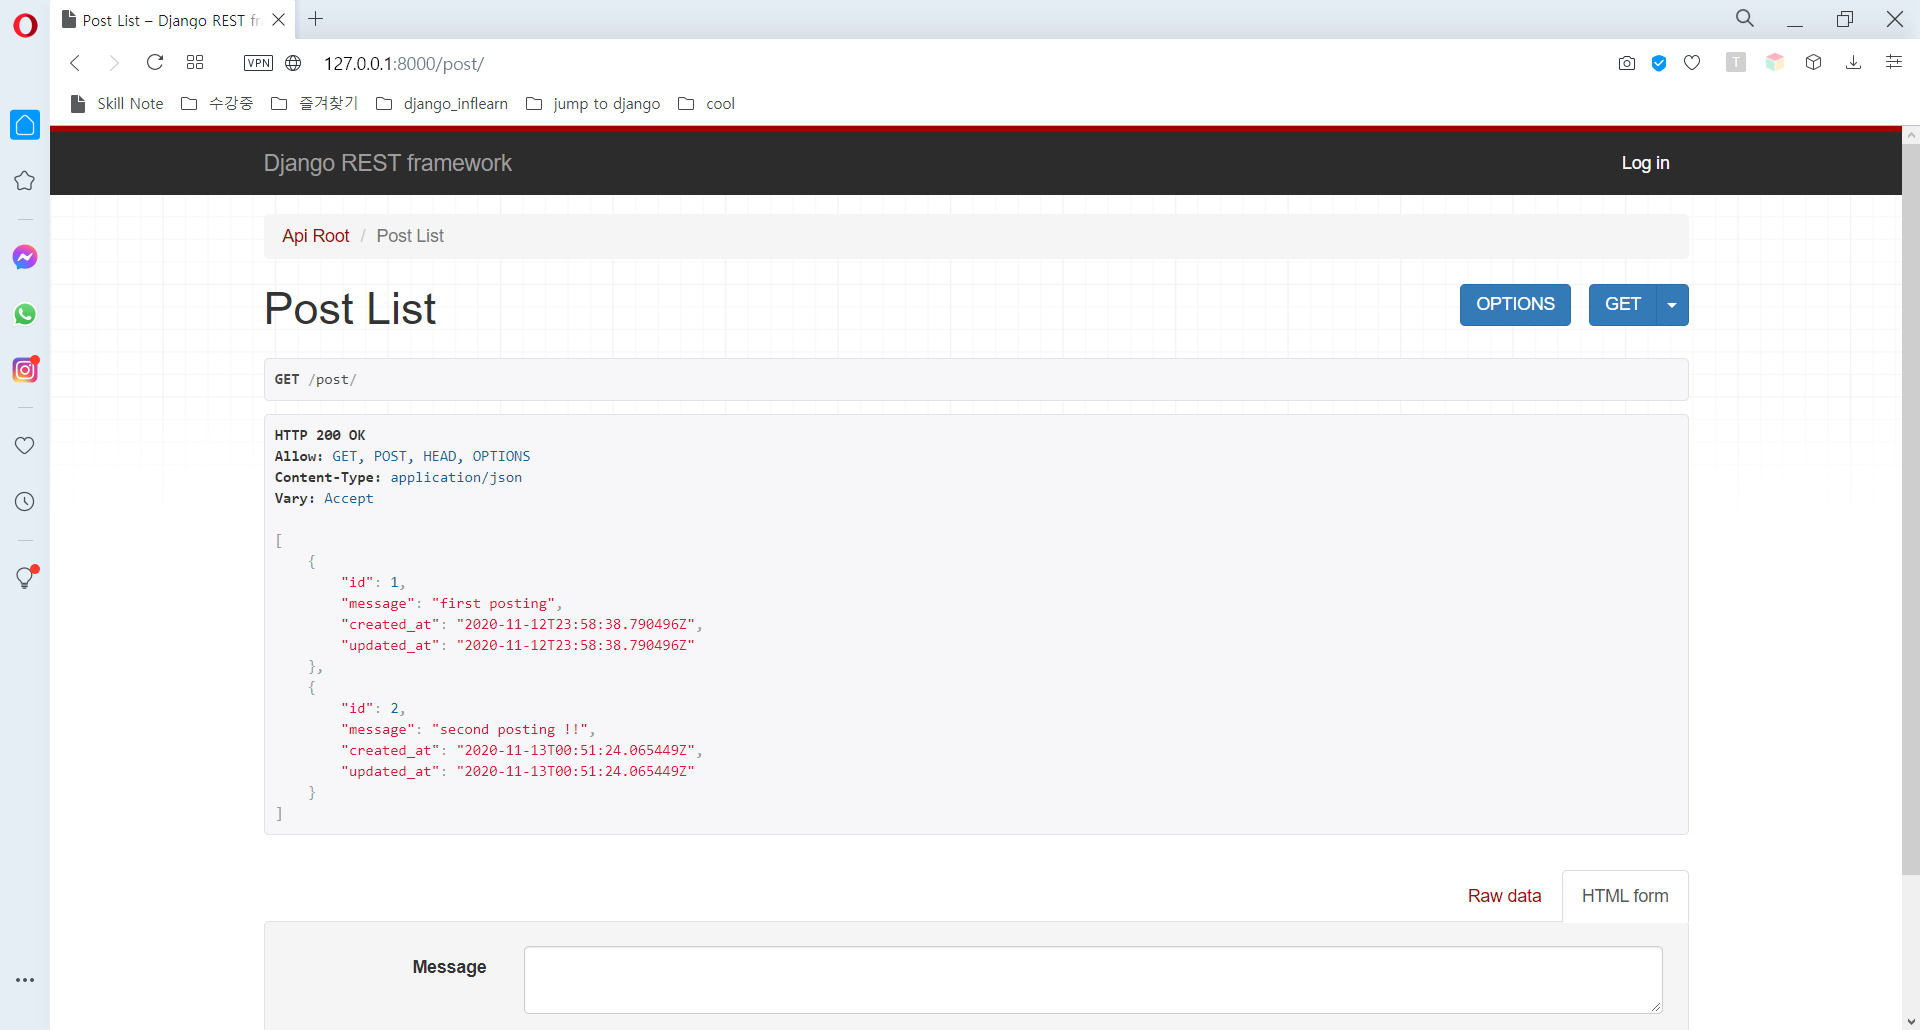 Post List – Django REST fr
VPN
127.0.0.1:8000/post/
T
Skill Note 수강중 즐겨찾기 django_inflearn jump to django cool
Django REST framework
Log in
Api Root / Post List
Post List
OPTIONS
GET
GET /post/
HTTP 200 OK
Allow: GET, POST, HEAD, OPTIONS
Content-Type: application/json
Vary: Accept
[
    {
        "id": 1,
        "message": "first posting",
        "created_at": "2020-11-12T23:58:38.790496Z",
        "updated_at": "2020-11-12T23:58:38.790496Z"
    },
    {
        "id": 2,
        "message": "second posting !!",
        "created_at": "2020-11-13T00:51:24.065449Z",
        "updated_at": "2020-11-13T00:51:24.065449Z"
    }
]
Raw data
HTML form
Message